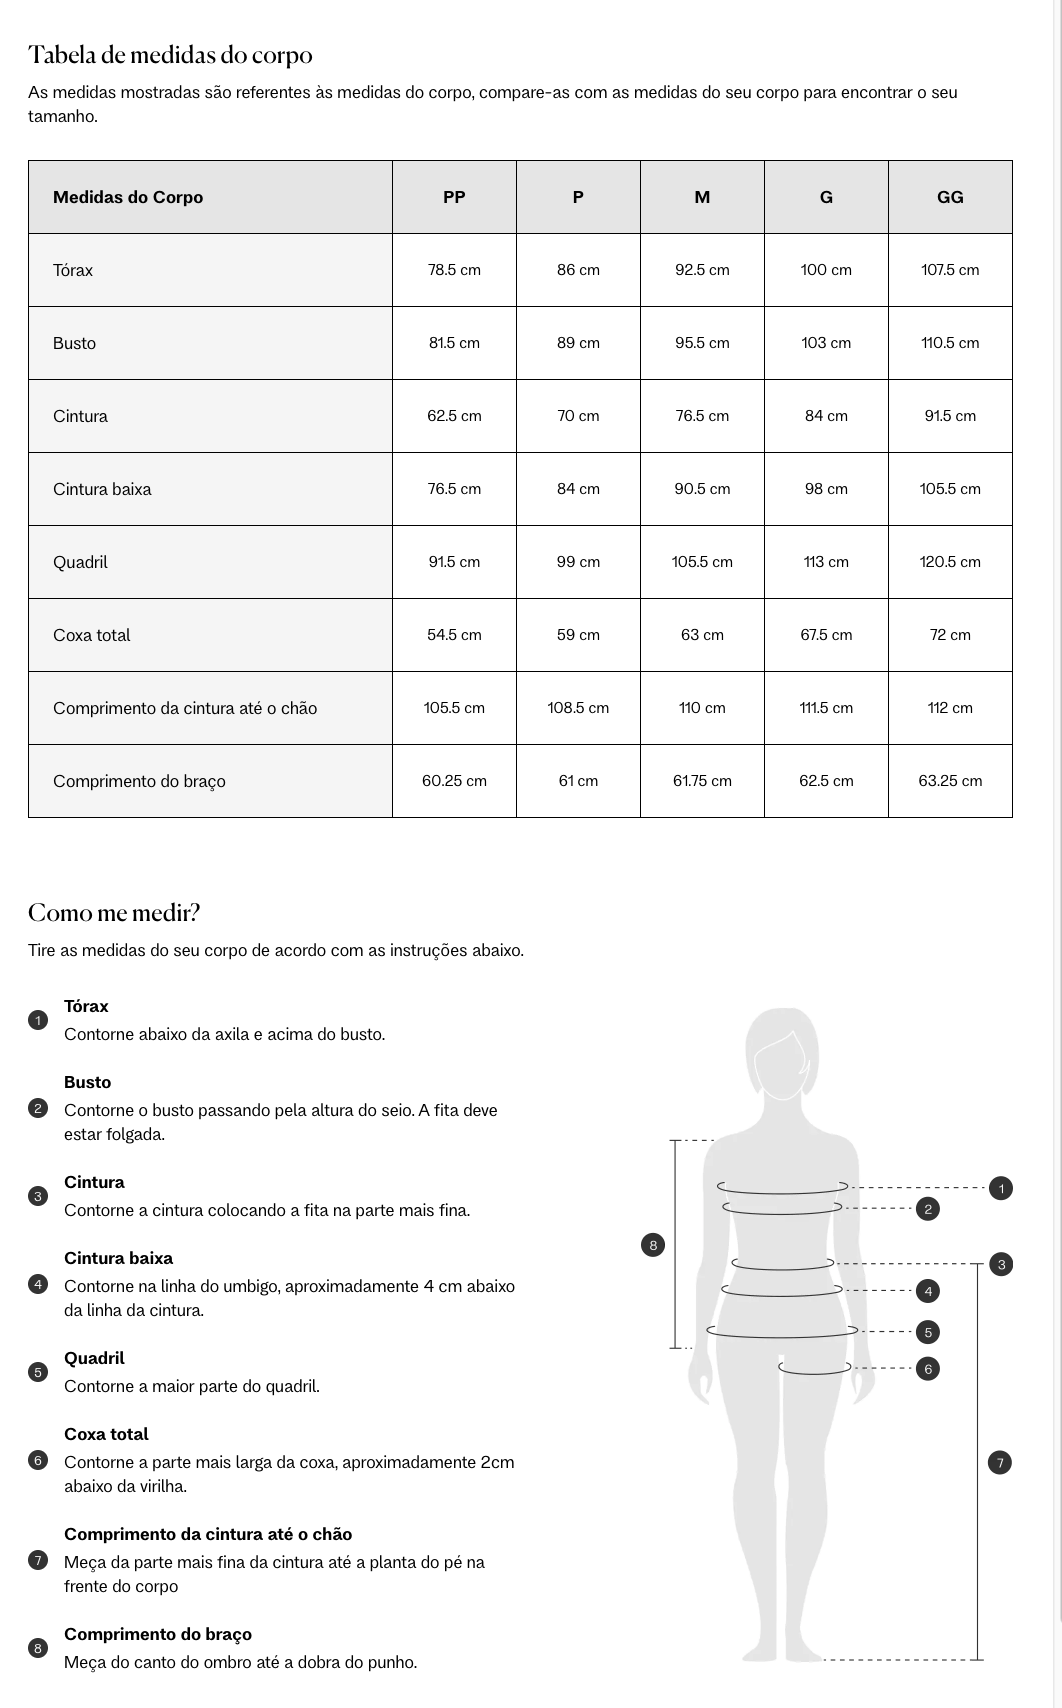 Tabela de medidas do corpo
As medidas mostradas são referentes às medidas do corpo, compare-as com as medidas do seu corpo para encontrar o seu
tamanho.
Medidas do Corpo PP P M G GG
Tórax 78.5 cm 86 cm 92.5 cm 100 cm 107.5 cm
Busto 81.5 cm 89 cm 95.5 cm 103 cm 110.5 cm
Cintura 62.5 cm 70 cm 76.5 cm 84 cm 91.5 cm
Cintura baixa 76.5 cm 84 cm 90.5 cm 98 cm 105.5 cm
Quadril 91.5 cm 99 cm 105.5 cm 113 cm 120.5 cm
Coxa total 54.5 cm 59 cm 63 cm 67.5 cm 72 cm
Comprimento da cintura até o chão 105.5 cm 108.5 cm 110 cm 111.5 cm 112 cm
Comprimento do braço 60.25 cm 61 cm 61.75 cm 62.5 cm 63.25 cm
Como me medir?
Tire as medidas do seu corpo de acordo com as instruções abaixo.
1
Tórax
Contorne abaixo da axila e acima do busto.
2
Busto
Contorne o busto passando pela altura do seio. A fita deve
estar folgada.
3
Cintura
Contorne a cintura colocando a fita na parte mais fina.
4
Cintura baixa
Contorne na linha do umbigo, aproximadamente 4 cm abaixo
da linha da cintura.
5
Quadril
Contorne a maior parte do quadril.
6
Coxa total
Contorne a parte mais larga da coxa, aproximadamente 2cm
abaixo da virilha.
7
Comprimento da cintura até o chão
Meça da parte mais fina da cintura até a planta do pé na
frente do corpo
8
Comprimento do braço
Meça do canto do ombro até a dobra do punho.
1
2
8
3
4
5
6
7